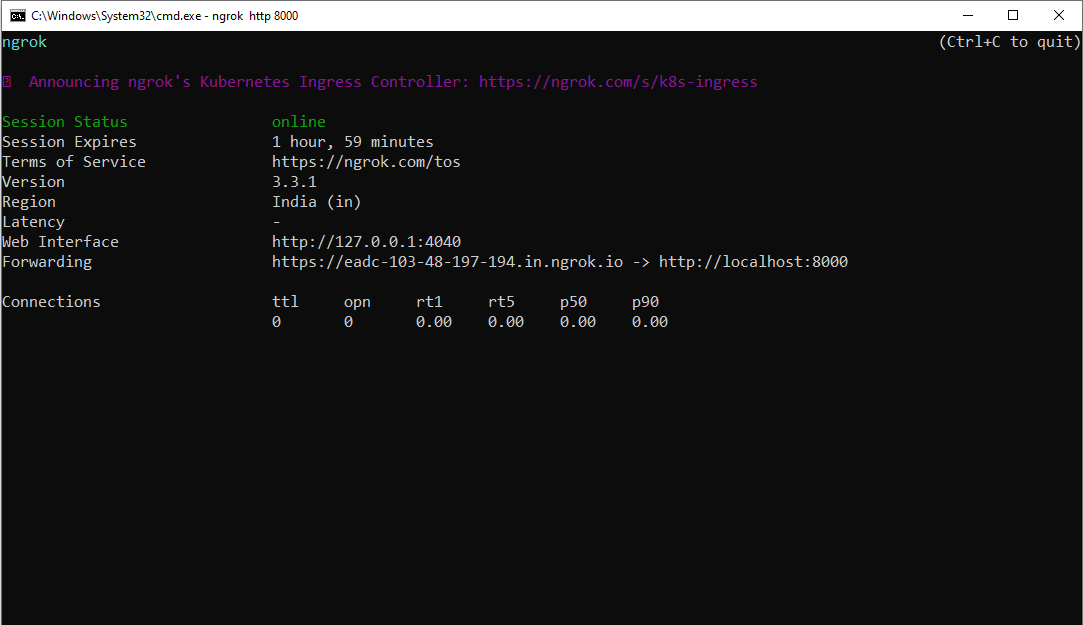 C:\Windows\System32\cmd.exe - ngrok  http 8000
ngrok (Ctrl+C to quit)
Announcing ngrok's Kubernetes Ingress Controller: https://ngrok.com/s/k8s-ingress
Session Status online
Session Expires 1 hour, 59 minutes
Terms of Service https://ngrok.com/tos
Version 3.3.1
Region India (in)
Latency -
Web Interface http://127.0.0.1:4040
Forwarding https://eadc-103-48-197-194.in.ngrok.io -> http://localhost:8000
Connections ttl opn rt1 rt5 p50 p90
0 0 0.00 0.00 0.00 0.00